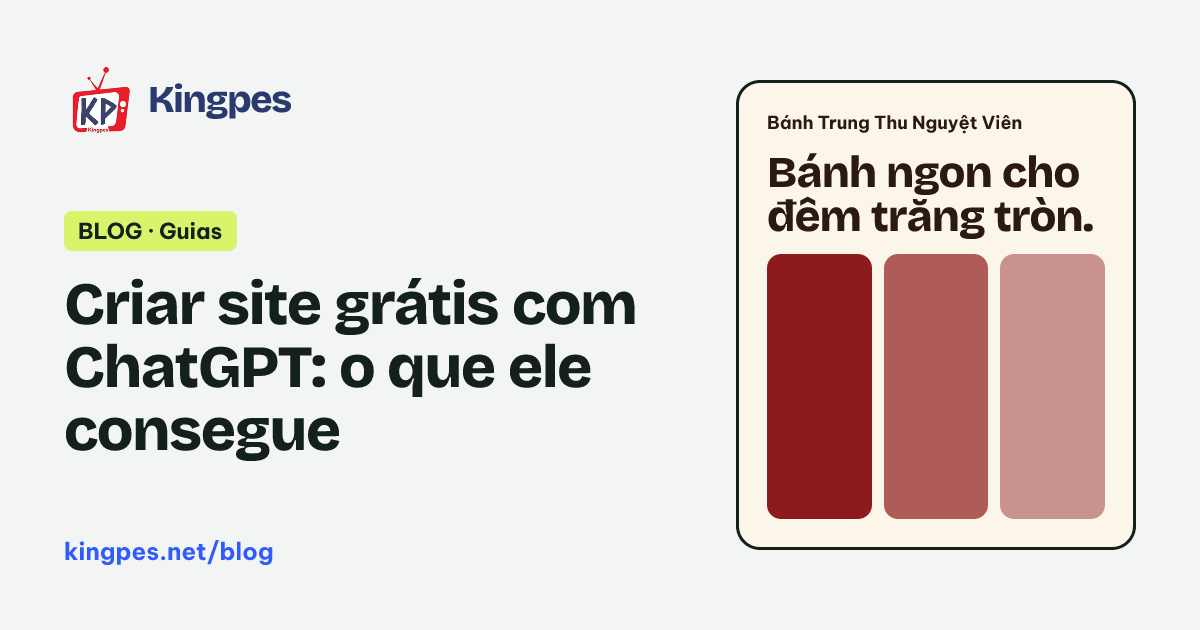 KP
Kingpes
Kingpes
BLOG · Guias
Criar site grátis com
ChatGPT: o que ele
consegue
kingpes.net/blog
Bánh Trung Thu Nguyệt Viên
Bánh ngon cho
đêm trăng tròn.